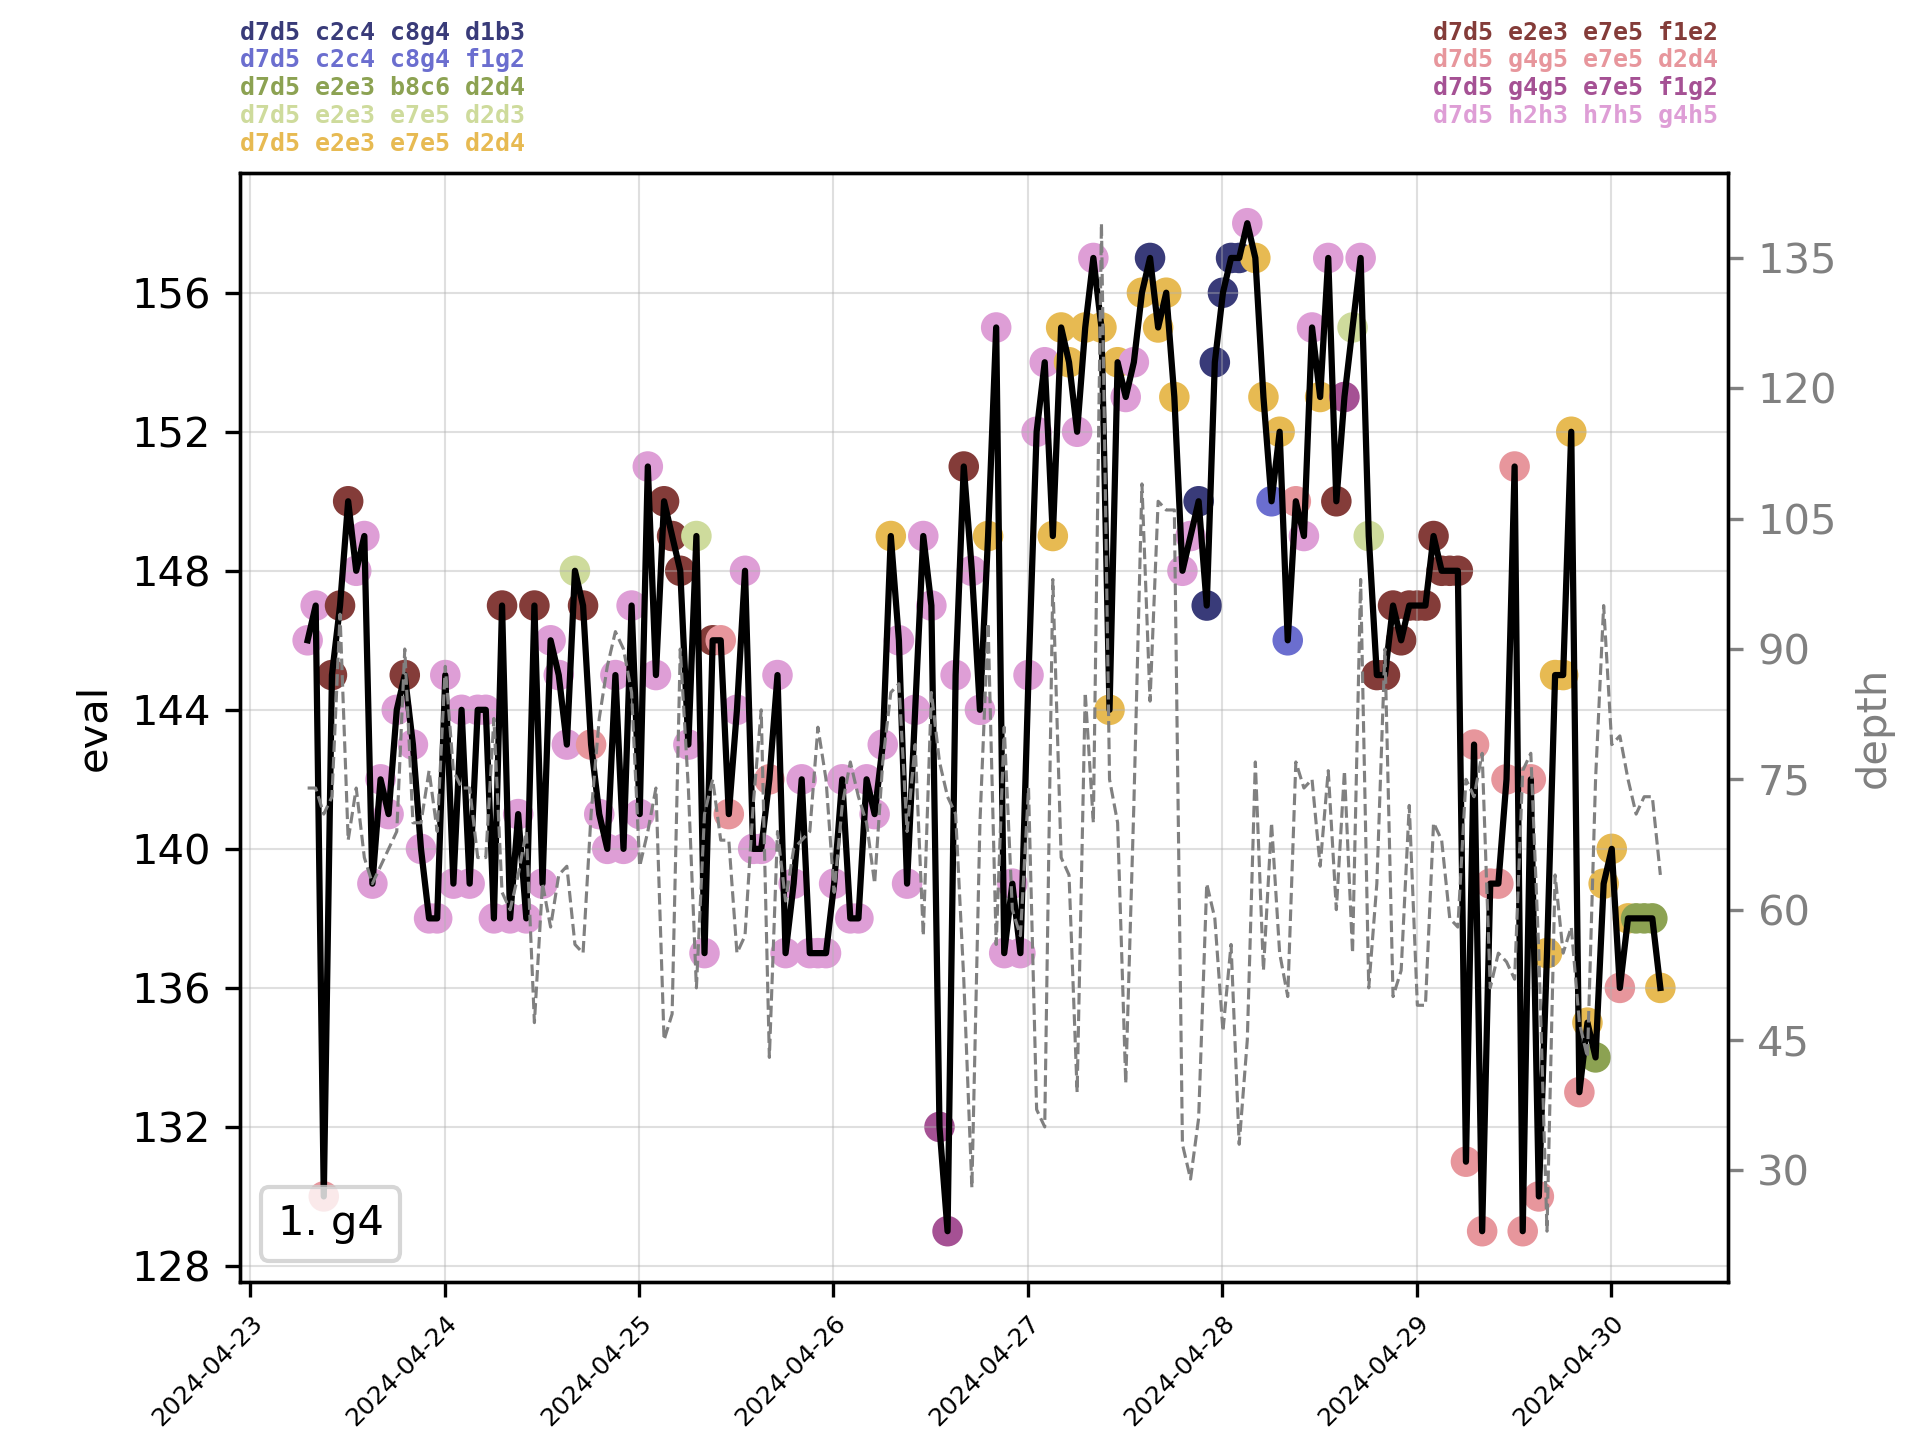 d7d5 c2c4 c8g4 d1b3
d7d5 c2c4 c8g4 f1g2
d7d5 e2e3 b8c6 d2d4
d7d5 e2e3 e7e5 d2d3
d7d5 e2e3 e7e5 d2d4
d7d5 e2e3 e7e5 f1e2
d7d5 g4g5 e7e5 d2d4
d7d5 g4g5 e7e5 f1g2
d7d5 h2h3 h7h5 g4h5
156
152
148
144
140
136
132
128
eval
135
120
105
90
75
60
45
30
depth
1. g4
2024-04-23
2024-04-24
2024-04-25
2024-04-26
2024-04-27
2024-04-28
2024-04-29
2024-04-30